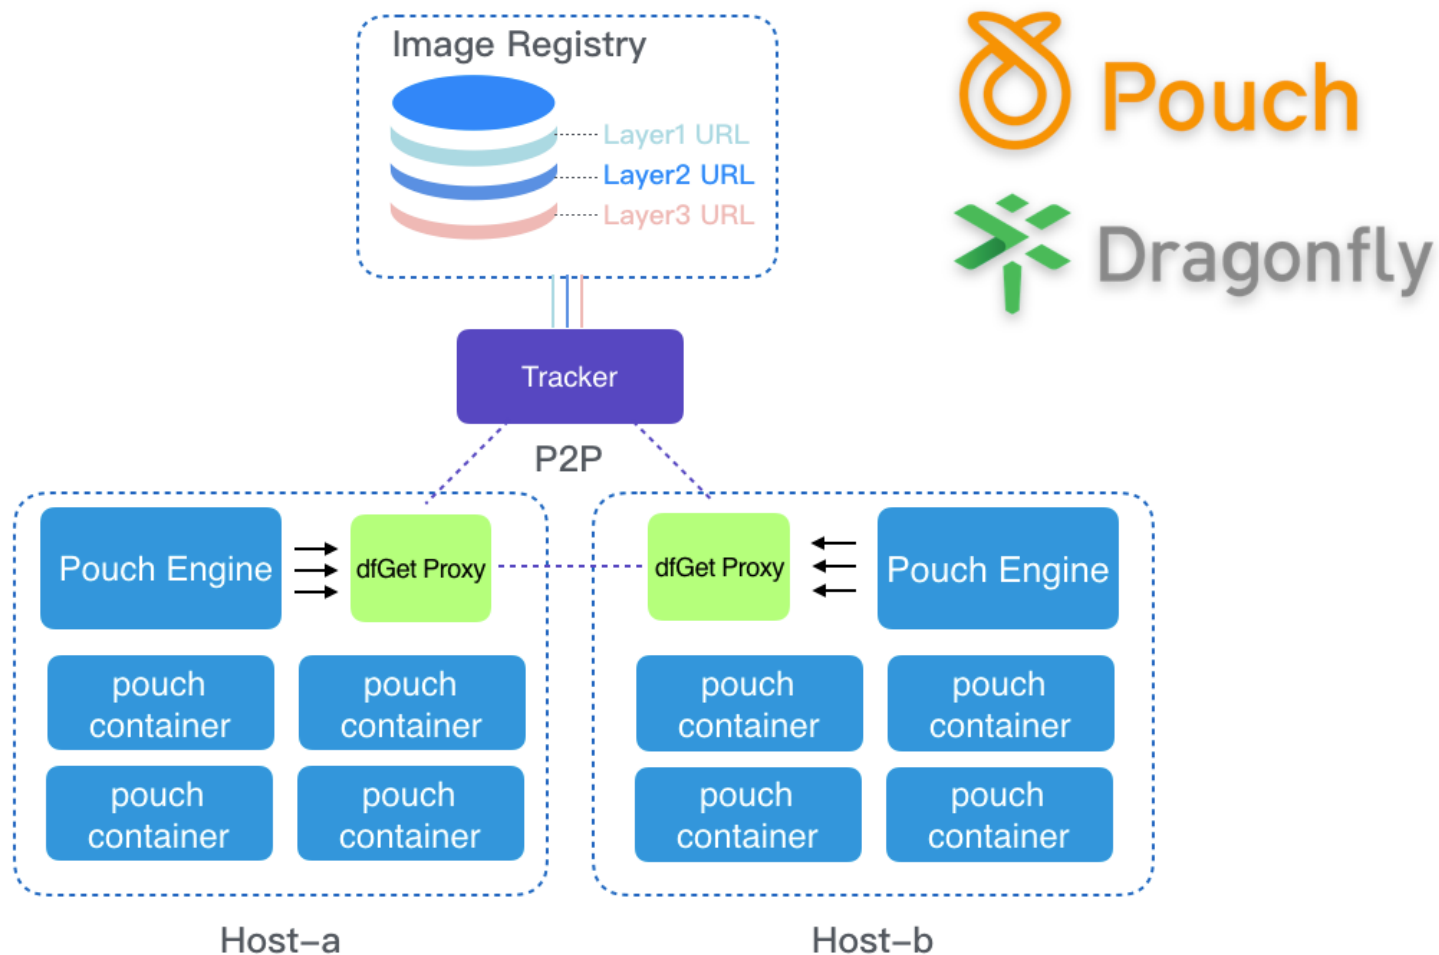 Image Registry
Layer1 URL
Layer2 URL
Layer3 URL
Pouch
Dragonfly
Tracker
P2P
Pouch Engine
dfGet Proxy
dfGet Proxy
Pouch Engine
pouch
container
pouch
container
pouch
container
pouch
container
pouch
container
pouch
container
pouch
container
pouch
container
Host–a
Host–b